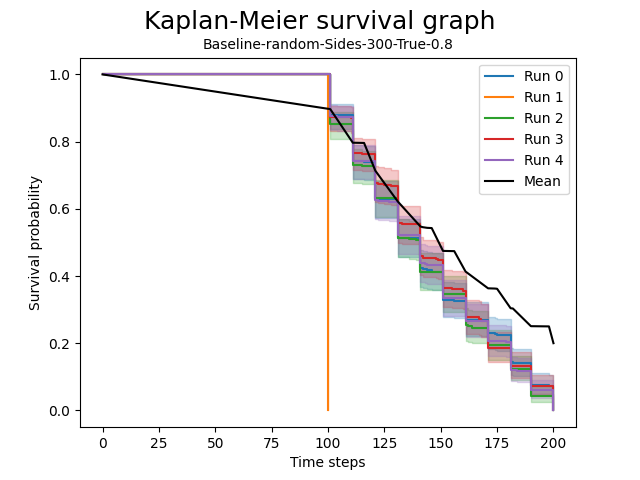 Kaplan-Meier survival graph
Baseline-random-Sides-300-True-0.8
Survival probability
1.0
0.8
0.6
0.4
0.2
0.0
Run 0
Run 1
Run 2
Run 3
Run 4
Mean
0 25 50 75 100 125 150 175 200
Time steps